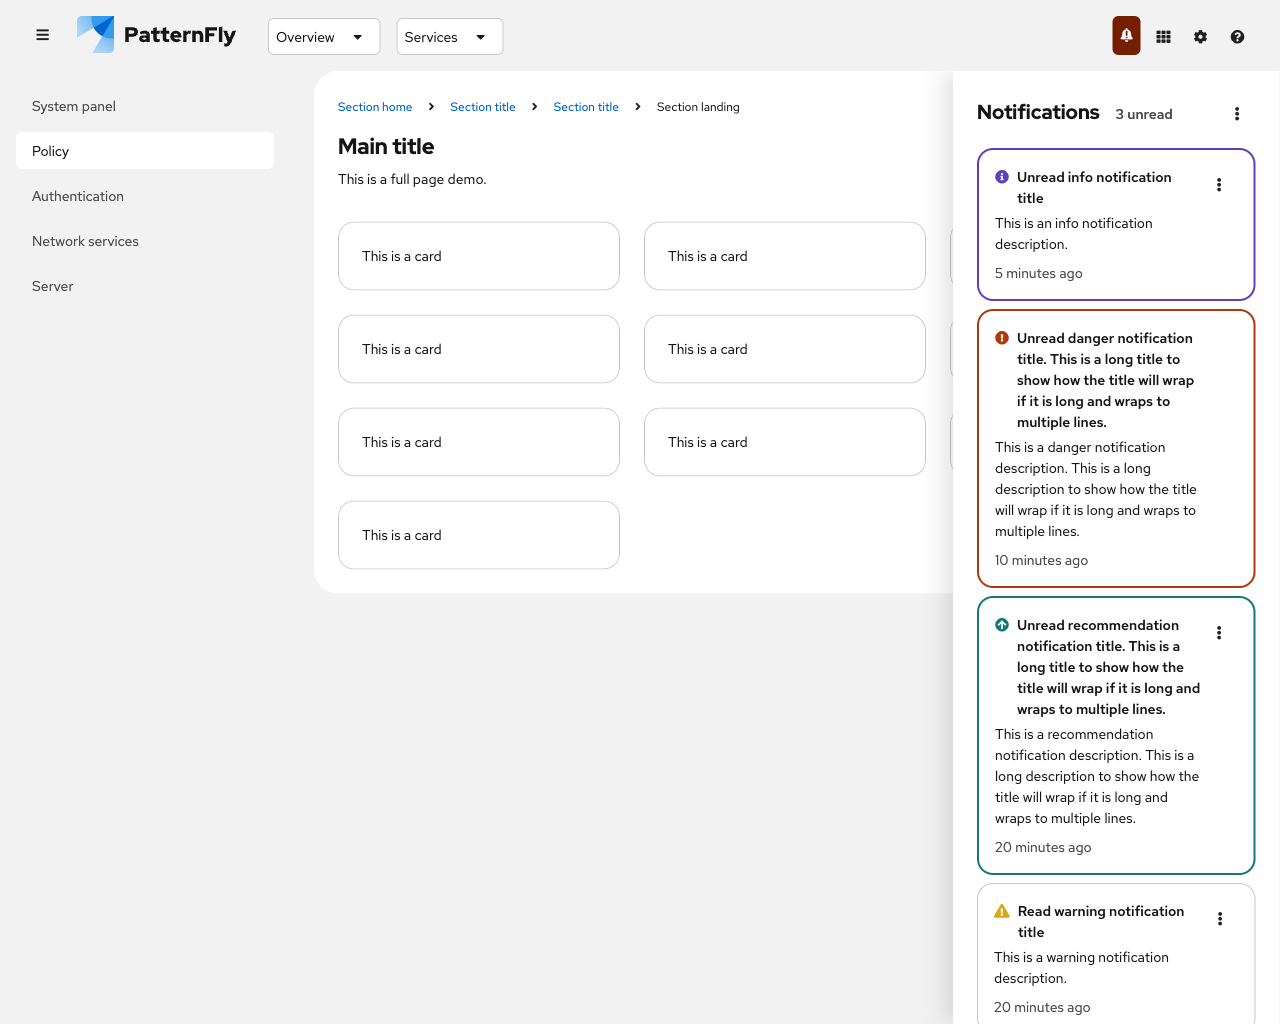 PatternFly
Overview
Services
System panel
Policy
Authentication
Network services
Server
Section home
Section title
Section title
Section landing
Main title
This is a full page demo.
This is a card
This is a card
This is a card
This is a card
This is a card
This is a card
This is a card
Notifications
3 unread
Unread info notification
title
This is an info notification
description.
5 minutes ago
Unread danger notification
title. This is a long title to
show how the title will wrap
if it is long and wraps to
multiple lines.
This is a danger notification
description. This is a long
description to show how the title
will wrap if it is long and wraps to
multiple lines.
10 minutes ago
Unread recommendation
notification title. This is a
long title to show how the
title will wrap if it is long and
wraps to multiple lines.
This is a recommendation
notification description. This is a
long description to show how the
title will wrap if it is long and
wraps to multiple lines.
20 minutes ago
Read warning notification
title
This is a warning notification
description.
20 minutes ago